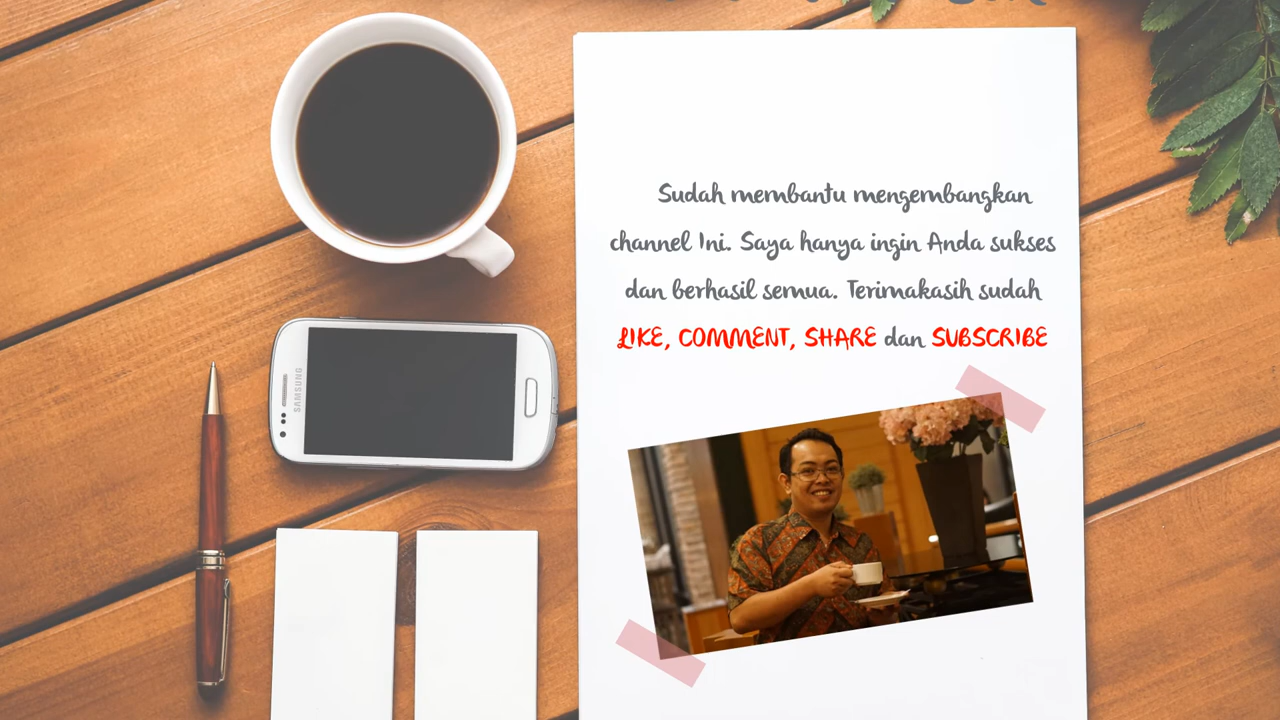 Sudah membantu mengembangkan
channel Ini. Saya hanya ingin Anda sukses
dan berhasil semua. Terimakasih sudah
LIKE, COMMENT, SHARE dan SUBSCRIBE
SAMSUNG